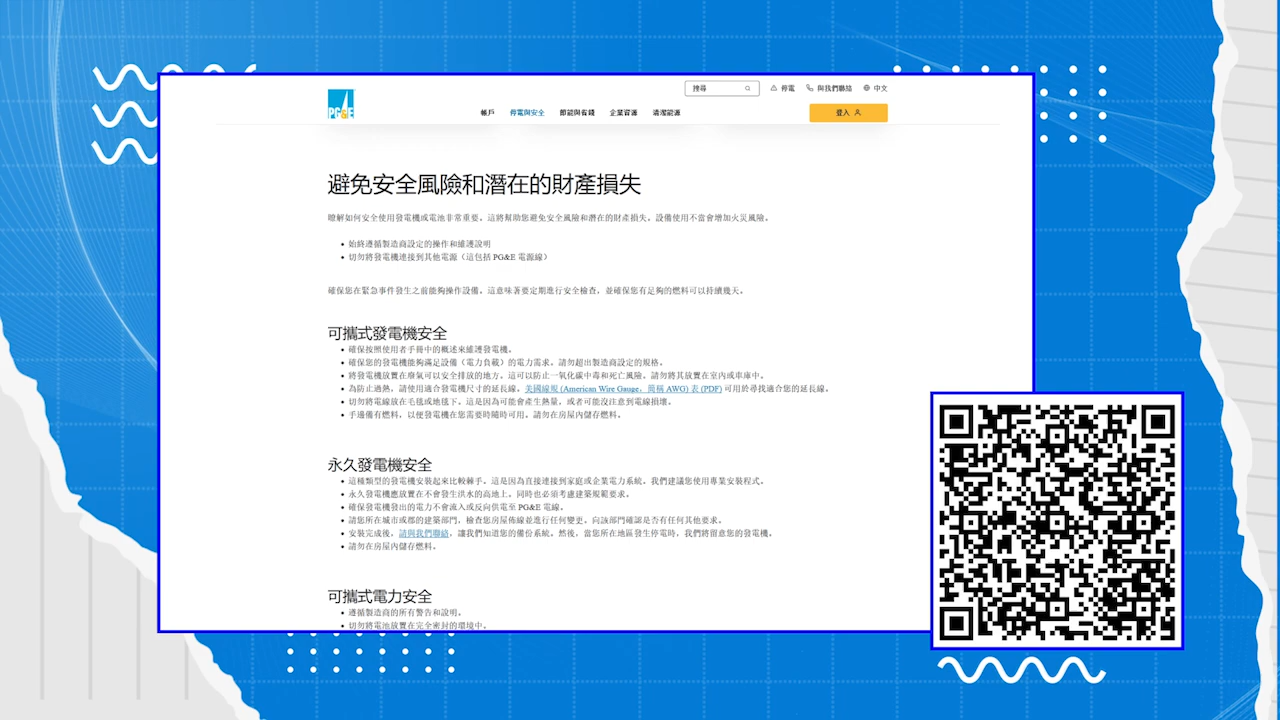 搜尋
停電
與我們聯絡
中文
PG&E
帳戶
停電與安全
節能與省錢
企業資源
清潔能源
登入
避免安全風險和潛在的財產損失
瞭解如何安全使用發電機或電池非常重要。這將幫助您避免安全風險和潛在的財產損失。設備使用不當會增加火災風險。
始終遵循製造商設定的操作和維護說明
切勿將發電機連接到其他電源（這包括 PG&E 電源線）
確保您在緊急事件發生之前能夠操作設備。這意味著要定期進行安全檢查，並確保您有足夠的燃料可以持續幾天。
可攜式發電機安全
確保按照使用者手冊中的概述來維護發電機。
確保您的發電機能夠滿足設備（電力負載）的電力需求。請勿超出製造商設定的規格。
將發電機放置在廢氣可以安全排放的地方。這可以防止一氧化碳中毒和死亡風險。請勿將其放置在室內或車庫中。
為防止過熱，請使用適合發電機尺寸的延長線。美國線規 (American Wire Gauge，簡稱 AWG) 表 (PDF) 可用於尋找適合您的延長線。
切勿將電線放在毛毯或地毯下。這是因為可能會產生熱量，或者可能沒注意到電線損壞。
手邊備有燃料，以便發電機在您需要時隨時可用。請勿在房屋內儲存燃料。
永久發電機安全
這種類型的發電機安裝起來比較棘手。這是因為直接連接到家庭或企業電力系統。我們建議您使用專業安裝程式。
永久發電機應放置在不會發生洪水的高地上。同時也必須考慮建築規範要求。
確保發電機發出的電力不會流入或反向供電至 PG&E 電線。
請您所在城市或郡的建築部門，檢查您房屋佈線並進行任何變更。向該部門確認是否有任何其他要求。
安裝完成後，請與我們聯絡，讓我們知道您的備份系統。然後，當您所在地區發生停電時，我們將留意您的發電機。
請勿在房屋內儲存燃料。
可攜式電力安全
遵循製造商的所有警告和說明。
切勿將電池放置在完全密封的環境中。